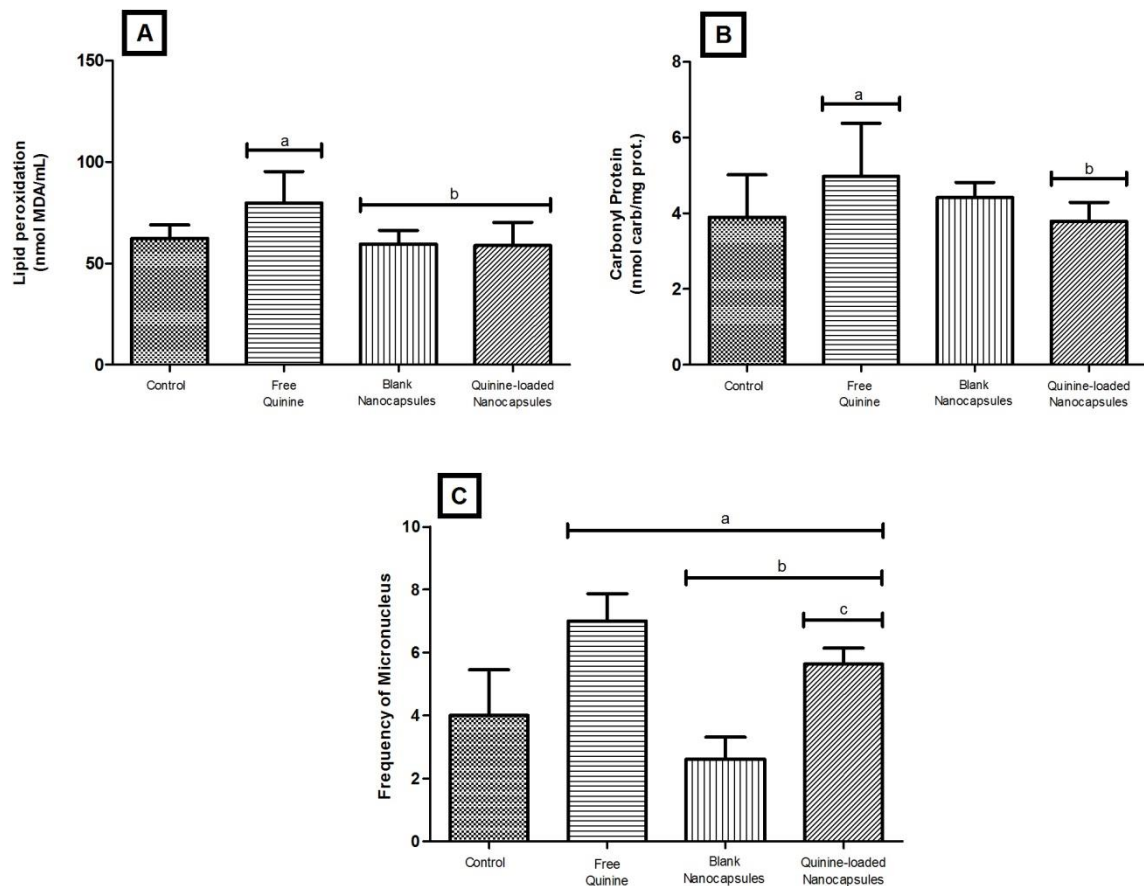 A
Lipid peroxidation
(nmol MDA/mL)
150
100
50
0
a
b
Control
Free
Quinine
Blank
Nanocapsules
Quinine-loaded
Nanocapsules
B
Carbonyl Protein
(nmol carb/mg prot.)
8
6
4
2
0
a
b
Control
Free
Quinine
Blank
Nanocapsules
Quinine-loaded
Nanocapsules
C
Frequency of Micronucleus
10
8
6
4
2
0
a
b
c
Control
Free
Quinine
Blank
Nanocapsules
Quinine-loaded
Nanocapsules